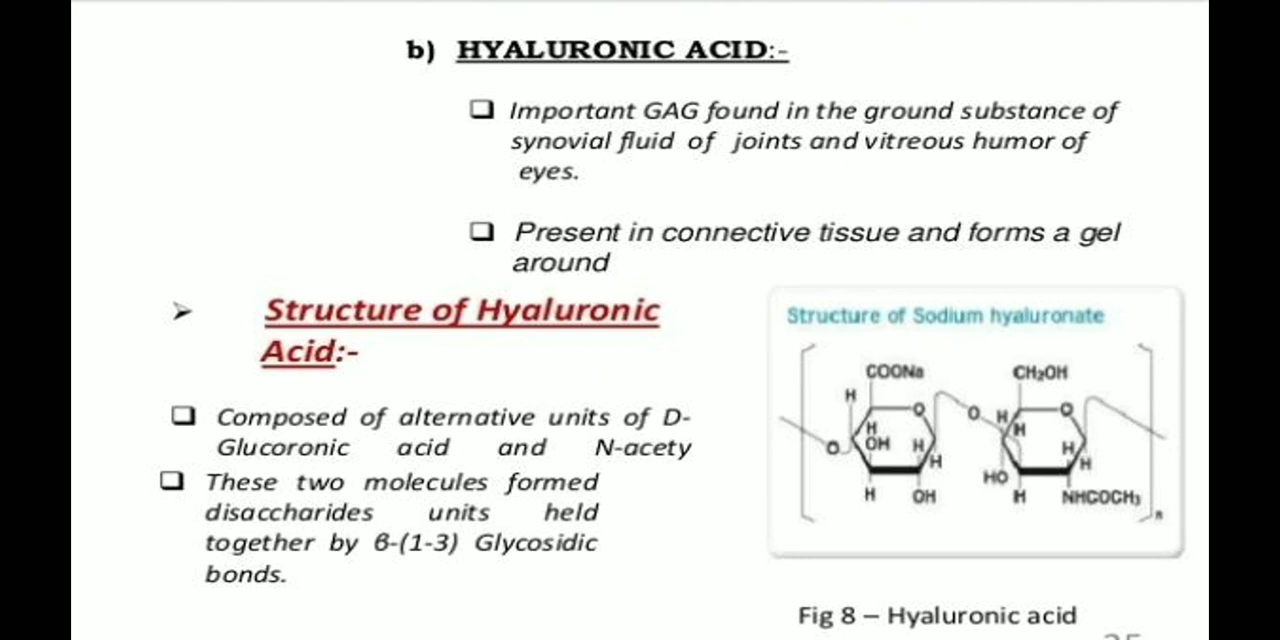 b) HYALURONIC ACID:-
❑ Important GAG found in the ground substance of
synovial fluid of joints and vitreous humor of
eyes.
❑ Present in connective tissue and forms a gel
around
➢ Structure of Hyaluronic
Acid:-
❑ Composed of alternative units of D-
Glucoronic acid and N-acety
❑ These two molecules formed
disaccharides units held
together by β-(1-3) Glycosidic
bonds.
Structure of Sodium hyaluronate
COONa CH₂OH
H O O H O
H H
O OH H H H
H HO
H OH H NHCOCH₃
n
Fig 8 – Hyaluronic acid